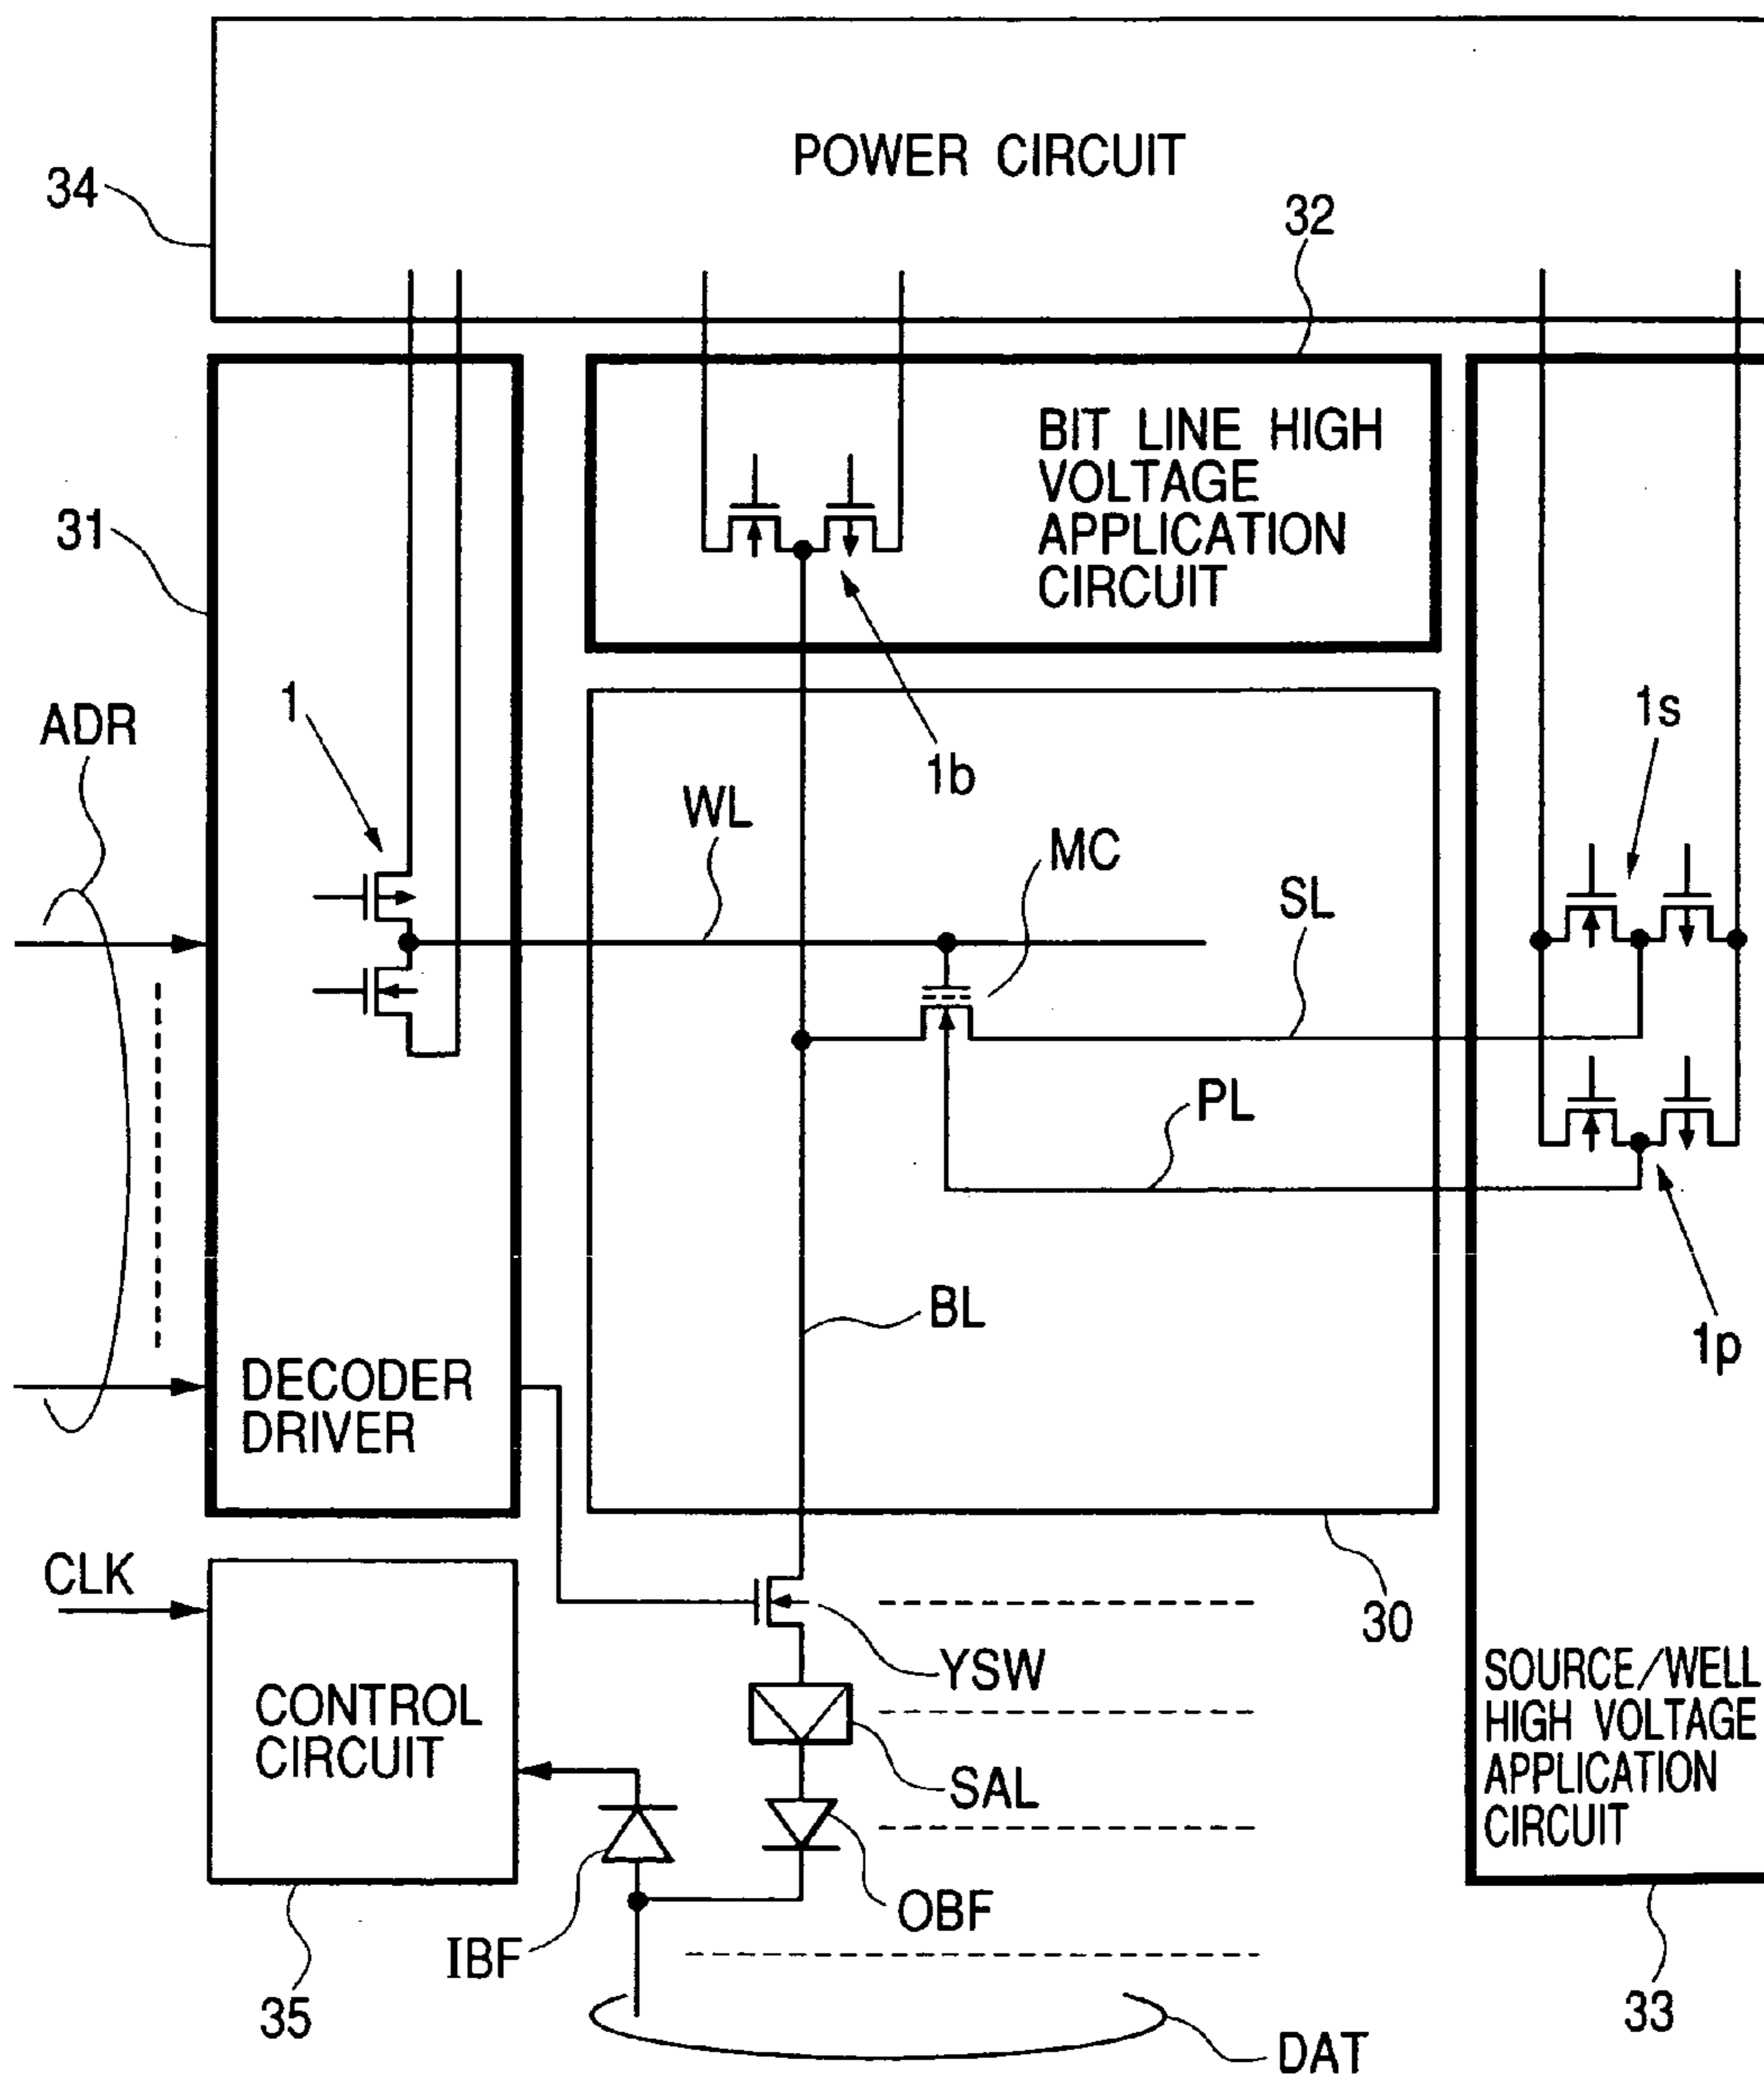 POWER CIRCUIT
34
32
BIT LINE HIGH
VOLTAGE
APPLICATION
CIRCUIT
31
1
1s
ADR
1b
WL
MC
SL
PL
BL
1p
DECODER
DRIVER
CLK
30
YSW
SOURCE/WELL
HIGH VOLTAGE
APPLICATION
CIRCUIT
CONTROL
CIRCUIT
SAL
OBF
IBF
35
33
DAT